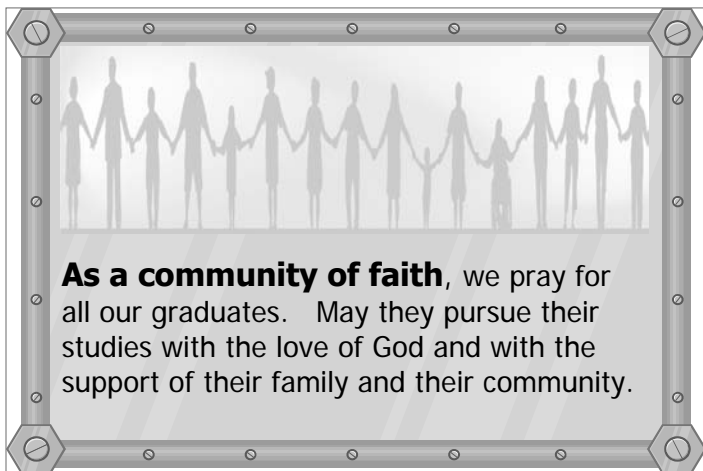 As a community of faith, we pray for
all our graduates.   May they pursue their
studies with the love of God and with the
support of their family and their community.